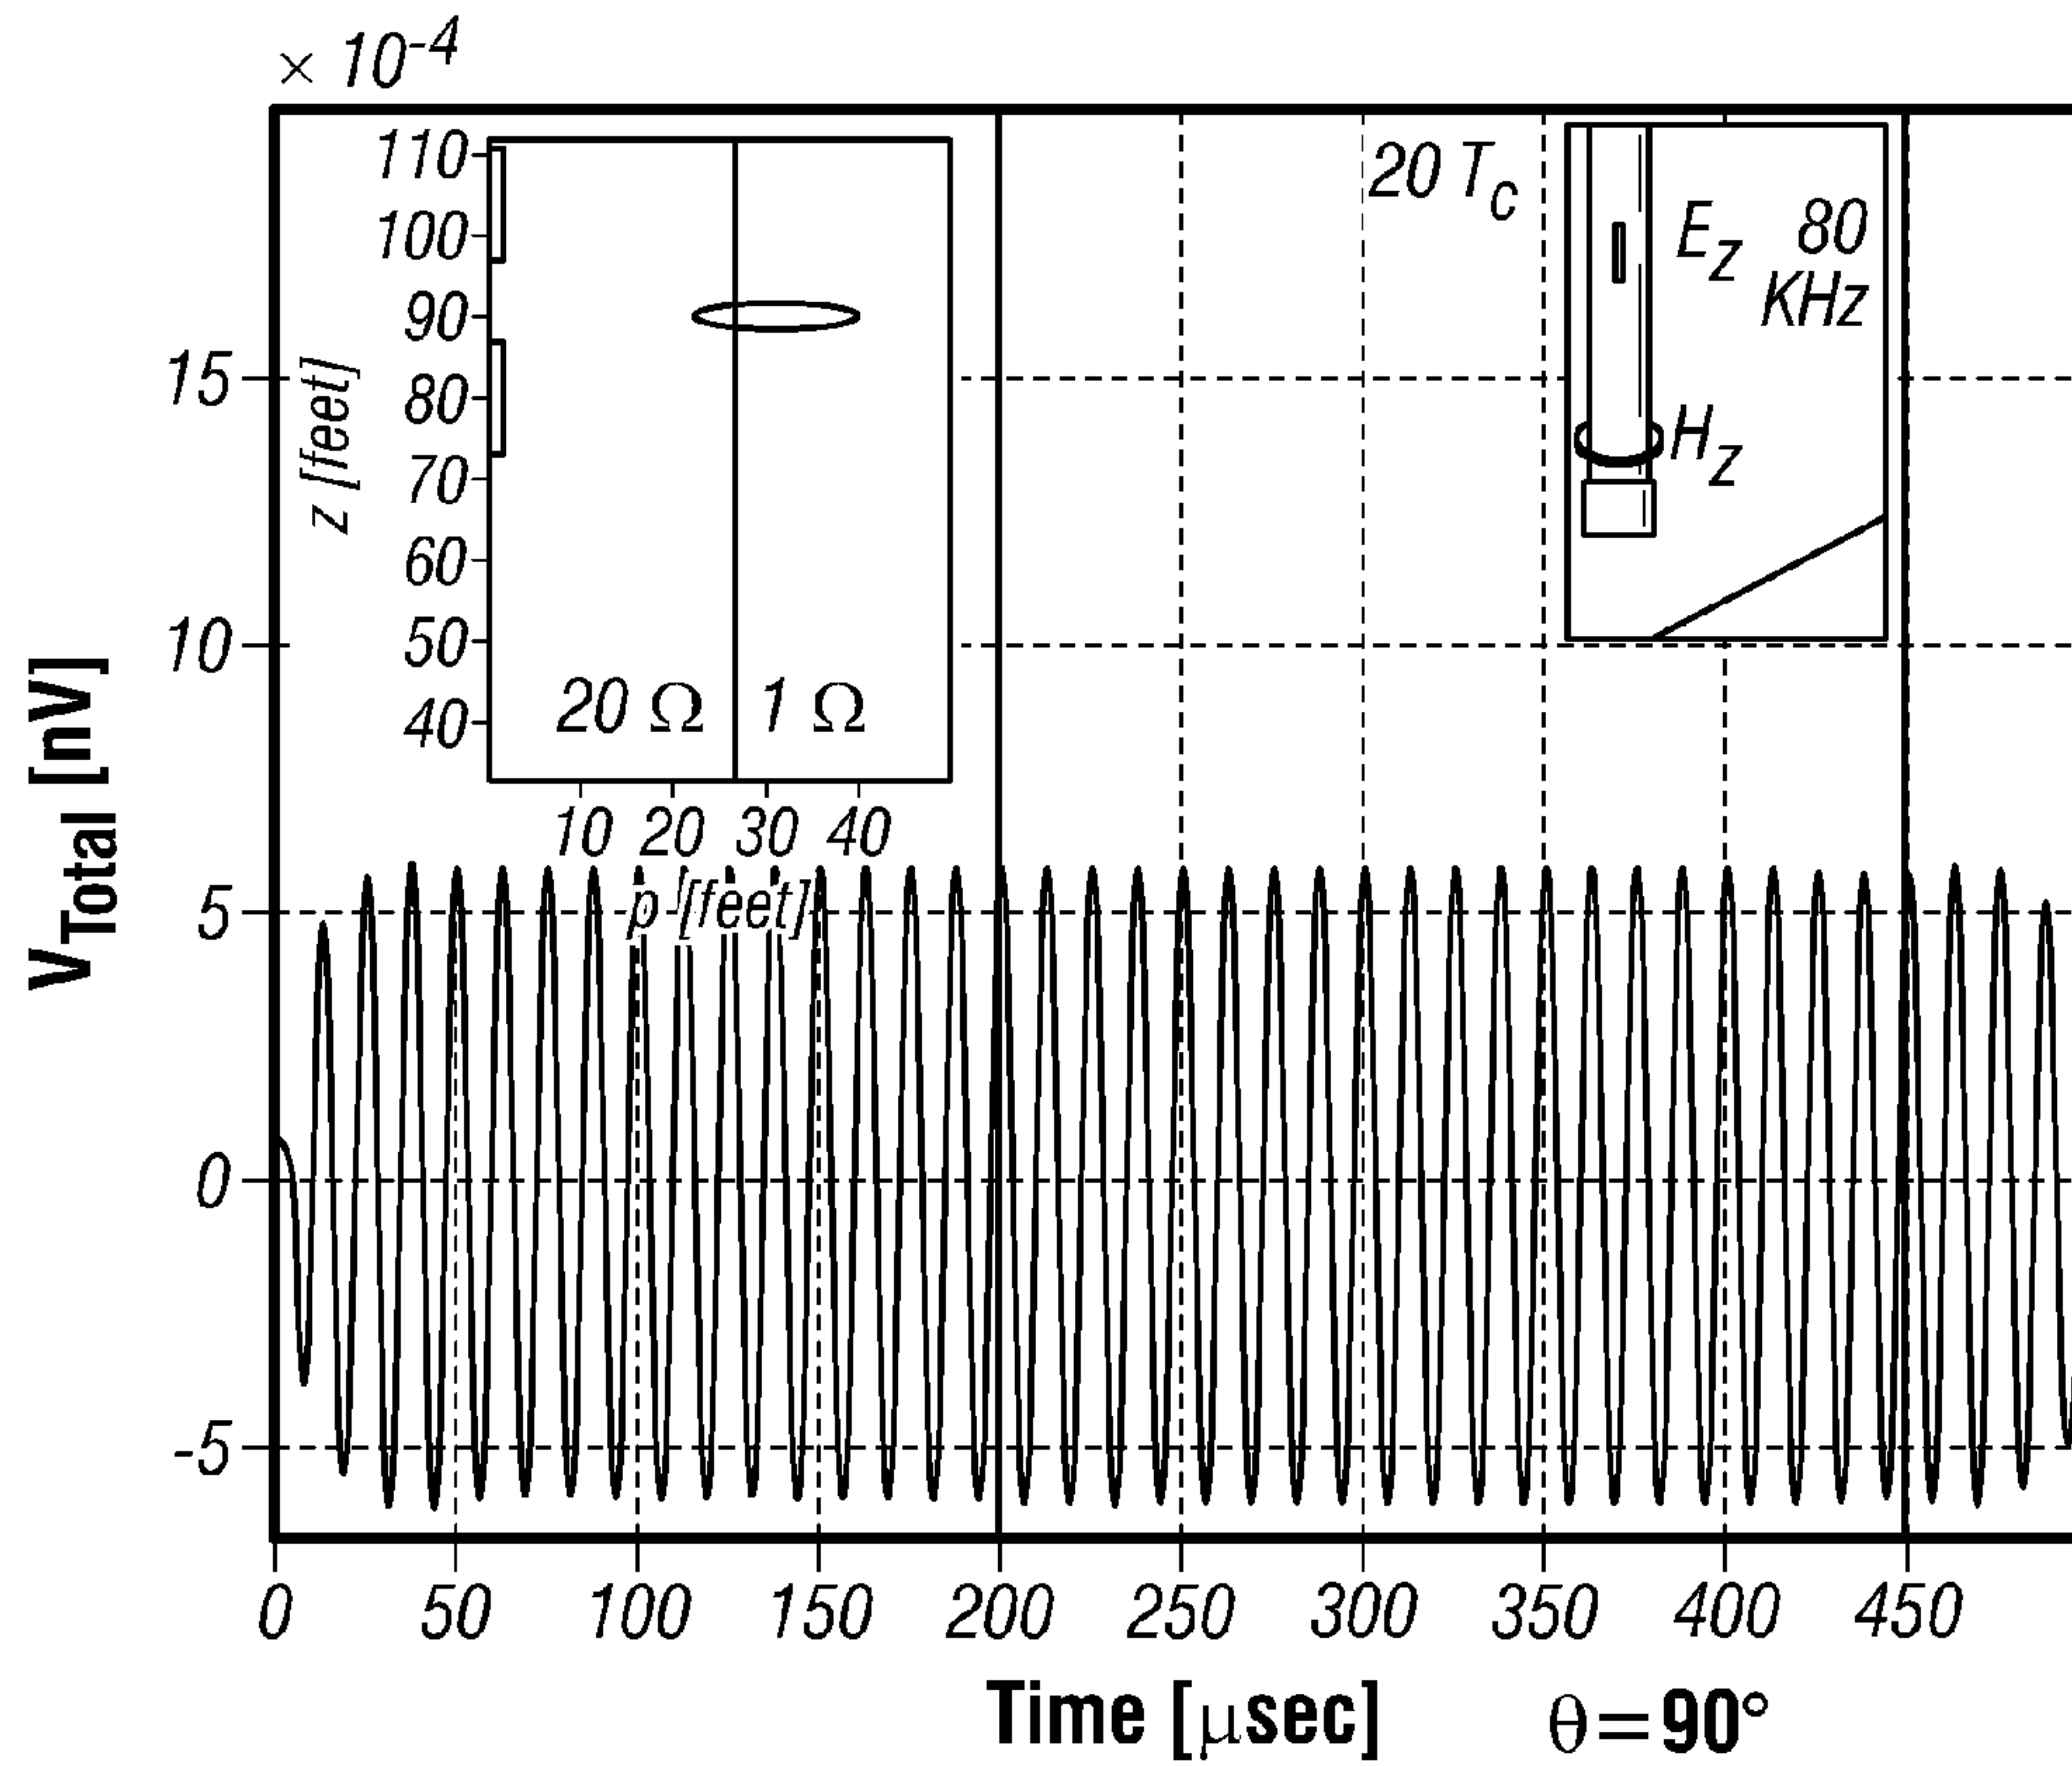 × 10-4
110
100
90
80
70
60
50
40
z [feet]
20 Ω 1 Ω
10 20 30 40
p [feet]
20 Tc
Ez 80
KHz
Hz
15
10
5
0
-5
VTotal [nV]
0 50 100 150 200 250 300 350 400 450
Time [μsec] θ=90°